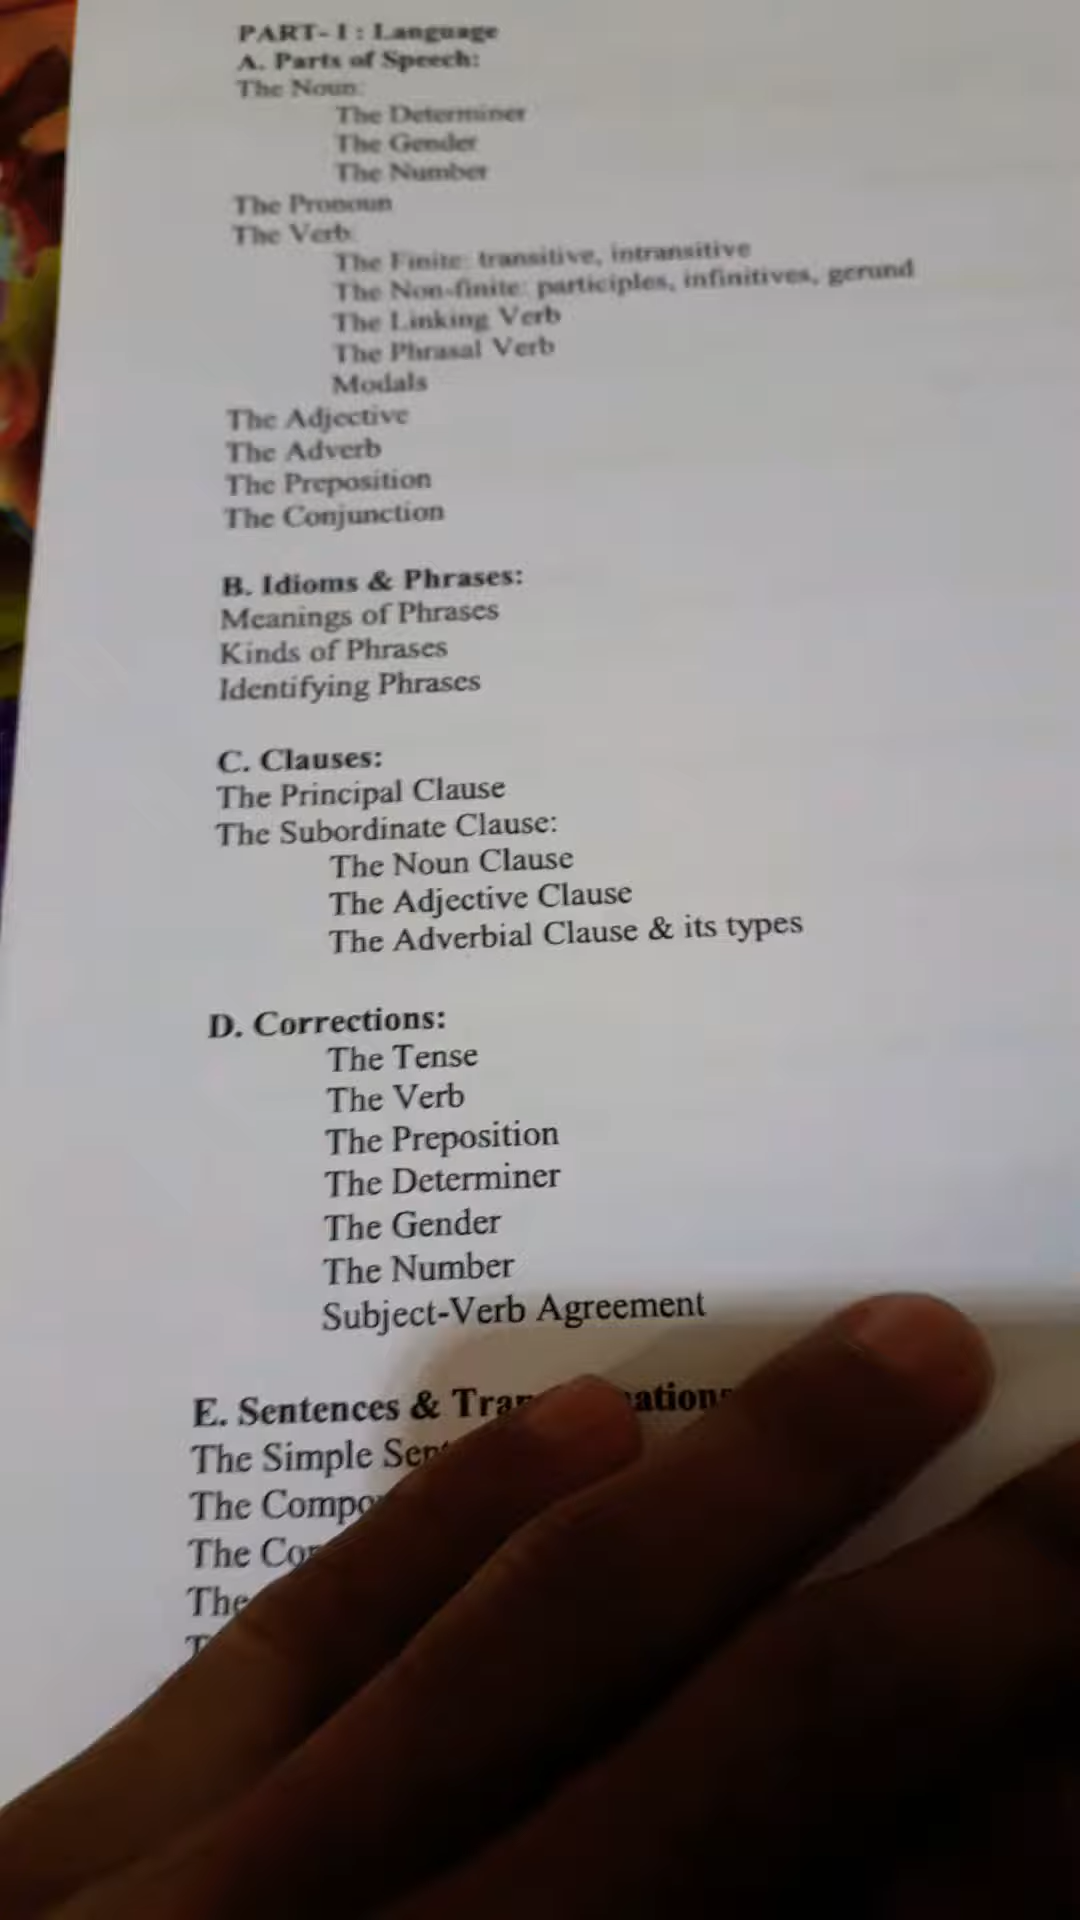 PART- I : Language
A. Parts of Speech:
The Noun:
The Determiner
The Gender
The Number
The Pronoun
The Verb:
The Finite: transitive, intransitive
The Non-finite: participles, infinitives, gerund
The Linking Verb
The Phrasal Verb
Modals
The Adjective
The Adverb
The Preposition
The Conjunction
B. Idioms & Phrases:
Meanings of Phrases
Kinds of Phrases
Identifying Phrases
C. Clauses:
The Principal Clause
The Subordinate Clause:
The Noun Clause
The Adjective Clause
The Adverbial Clause & its types
D. Corrections:
The Tense
The Verb
The Preposition
The Determiner
The Gender
The Number
Subject-Verb Agreement
E. Sentences &
The Simple
The
The
The